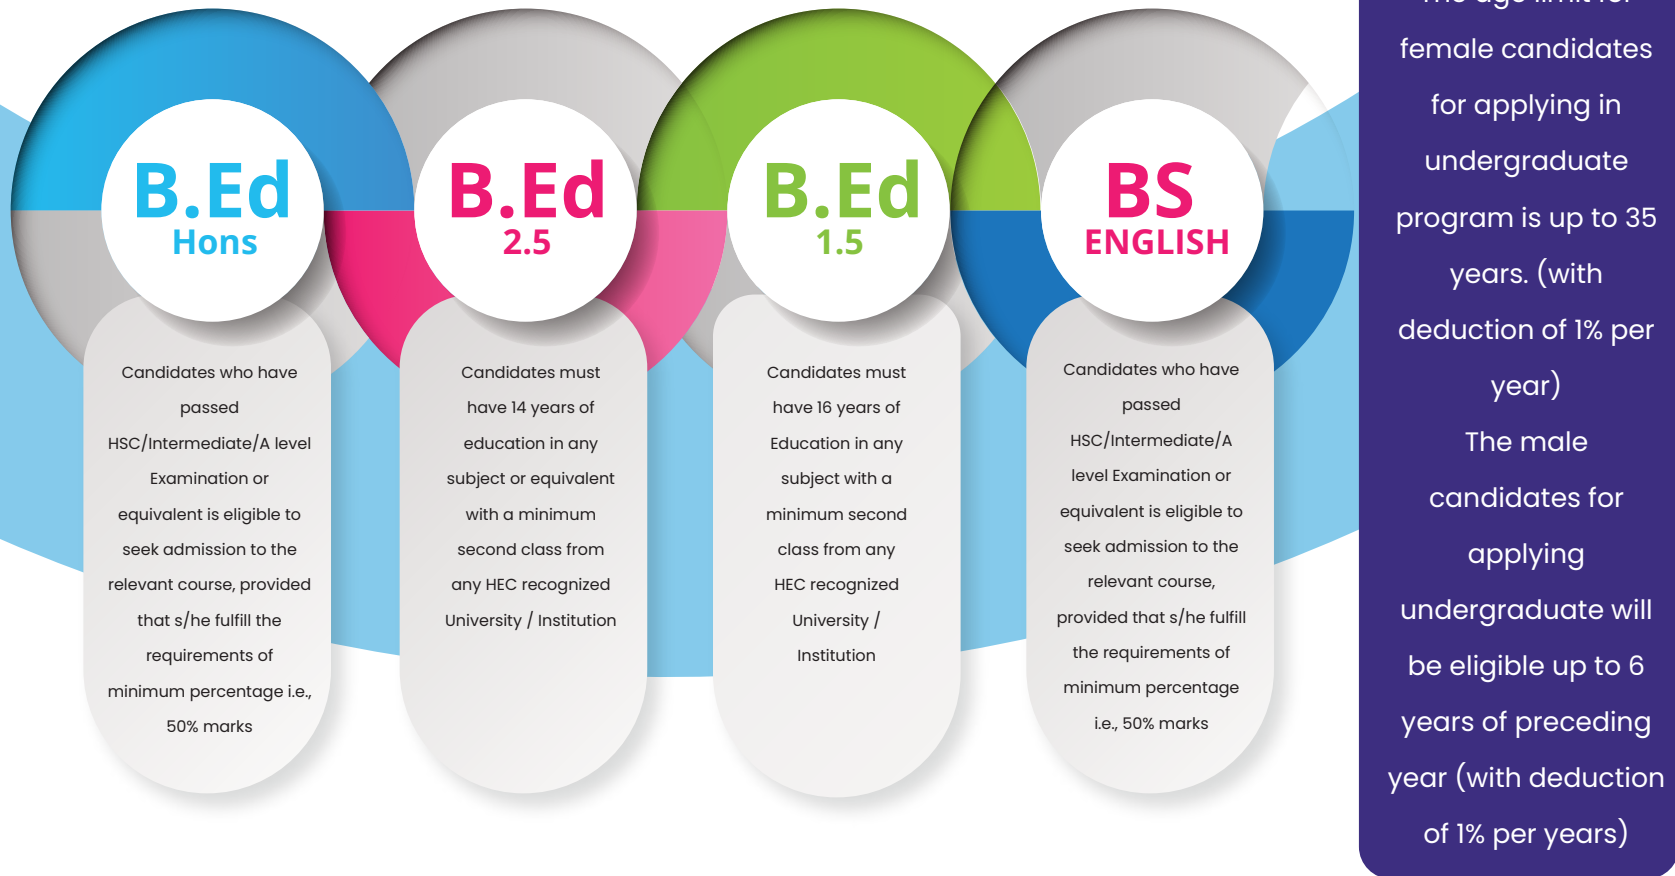 B.Ed
Hons
Candidates who have
passed
HSC/Intermediate/A level
Examination or
equivalent is eligible to
seek admission to the
relevant course, provided
that s/he fulfill the
requirements of
minimum percentage i.e.,
50% marks
B.Ed
2.5
Candidates must
have 14 years of
education in any
subject or equivalent
with a minimum
second class from
any HEC recognized
University / Institution
B.Ed
1.5
Candidates must
have 16 years of
Education in any
subject with a
minimum second
class from any
HEC recognized
University /
Institution
BS
ENGLISH
Candidates who have
passed
HSC/Intermediate/A
level Examination or
equivalent is eligible to
seek admission to the
relevant course,
provided that s/he fulfill
the requirements of
minimum percentage
i.e., 50% marks
The age limit for
female candidates
for applying in
undergraduate
program is up to 35
years. (with
deduction of 1% per
year)
The male
candidates for
applying
undergraduate will
be eligible up to 6
years of preceding
year (with deduction
of 1% per years)